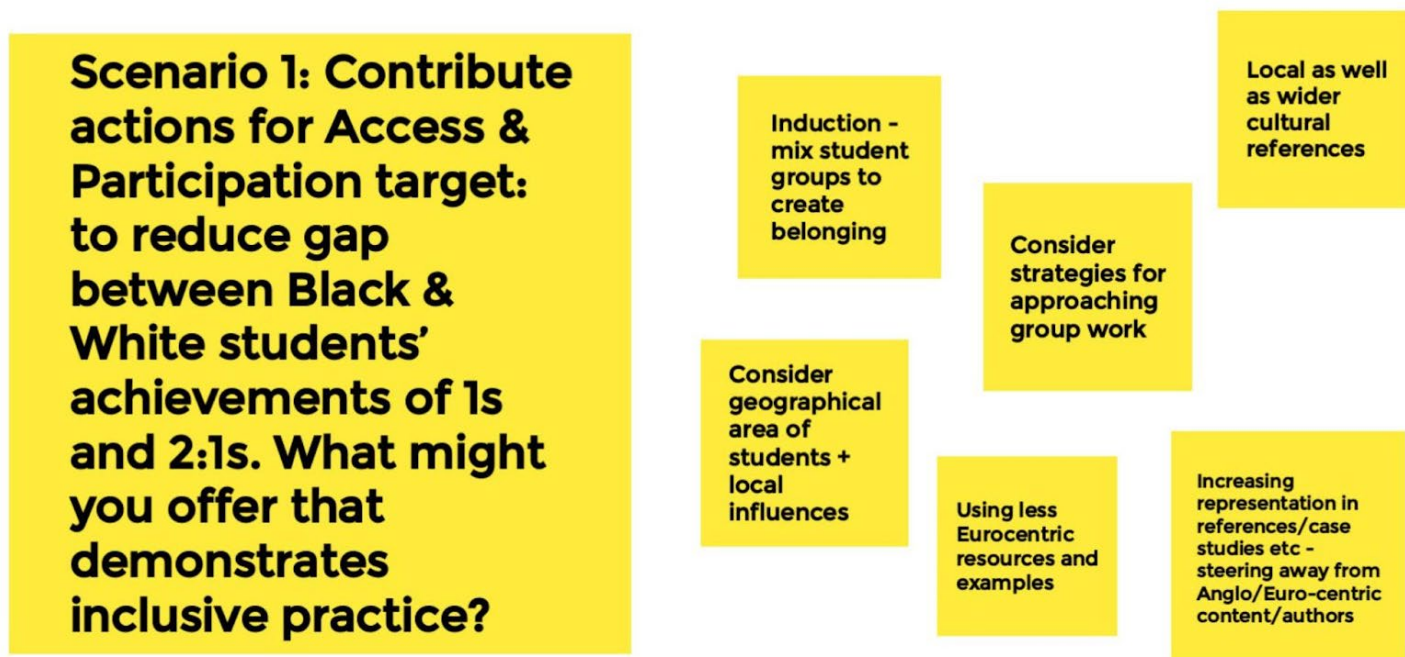 Scenario 1: Contribute
actions for Access &
Participation target:
to reduce gap
between Black &
White students’
achievements of 1s
and 2:1s. What might
you offer that
demonstrates
inclusive practice?
Induction -
mix student
groups to
create
belonging
Local as well
as wider
cultural
references
Consider
strategies for
approaching
group work
Consider
geographical
area of
students +
local
influences
Using less
Eurocentric
resources and
examples
Increasing
representation in
references/case
studies etc -
steering away from
Anglo/Euro-centric
content/authors